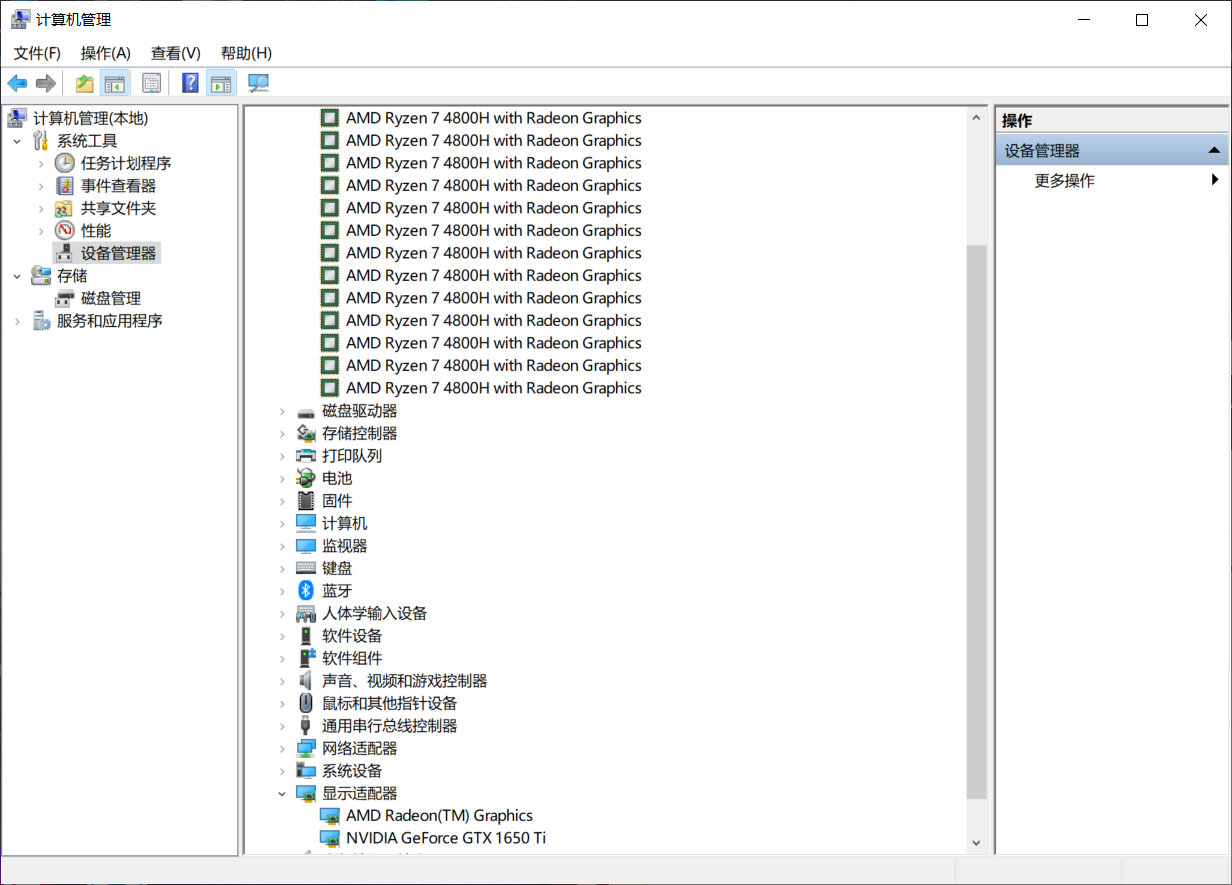 计算机管理
文件(F) 操作(A) 查看(V) 帮助(H)
计算机管理(本地)
系统工具
任务计划程序
事件查看器
共享文件夹
性能
设备管理器
存储
磁盘管理
服务和应用程序
AMD Ryzen 7 4800H with Radeon Graphics
AMD Ryzen 7 4800H with Radeon Graphics
AMD Ryzen 7 4800H with Radeon Graphics
AMD Ryzen 7 4800H with Radeon Graphics
AMD Ryzen 7 4800H with Radeon Graphics
AMD Ryzen 7 4800H with Radeon Graphics
AMD Ryzen 7 4800H with Radeon Graphics
AMD Ryzen 7 4800H with Radeon Graphics
AMD Ryzen 7 4800H with Radeon Graphics
AMD Ryzen 7 4800H with Radeon Graphics
AMD Ryzen 7 4800H with Radeon Graphics
AMD Ryzen 7 4800H with Radeon Graphics
AMD Ryzen 7 4800H with Radeon Graphics
磁盘驱动器
存储控制器
打印队列
电池
固件
计算机
监视器
键盘
蓝牙
人体学输入设备
软件设备
软件组件
声音、视频和游戏控制器
鼠标和其他指针设备
通用串行总线控制器
网络适配器
系统设备
显示适配器
AMD Radeon(TM) Graphics
NVIDIA GeForce GTX 1650 Ti
操作
设备管理器
更多操作